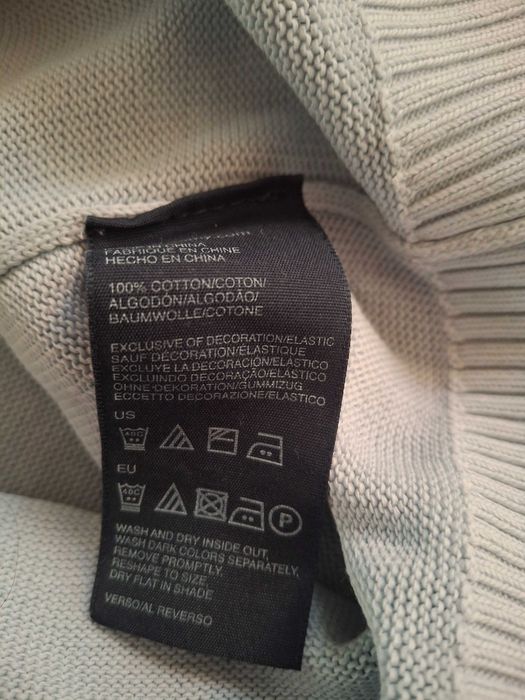 FABRIQUE EN CHINE
HECHO EN CHINA
100% COTTON/COTON/
ALGODÓN/ALGODÃO/
BAUMWOLLE/COTONE
EXCLUSIVE OF DECORATION/ELASTIC
SAUF DÉCORATION/ELASTIQUE
EXCLUYE LA DECORACIÓN/ELÁSTICO
EXCLUINDO DECORAÇÃO/ELÁSTICO
OHNE DEKORATION/GUMMIZUG
ECCETTO DECORAZIONE/ELASTICO
US
EU
P
WASH AND DRY INSIDE OUT,
WASH DARK COLORS SEPARATELY,
REMOVE PROMPTLY,
RESHAPE TO SIZE
DRY FLAT IN SHADE
VERSO/AL REVERSO